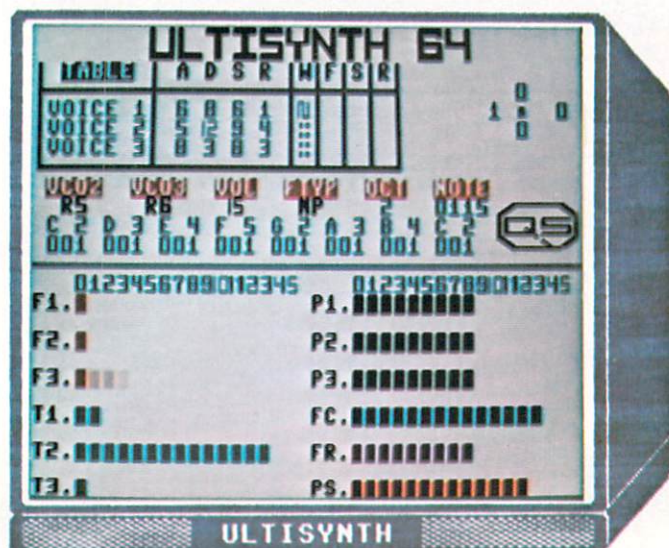 ULTISYNTH 64
TABLE A D S R W F S R
0
VOICE 1 6 8 6 1 N
1 0
VOICE 2 5 12 9 4
0
VOICE 3 8 3 8 3
VCO2 VCO3 VOL FTYP OCT NOTE
R5 R6 15 NP 2 0115
C 2 D 3 E 4 F 5 G 2 A 3 B 4 C 2
001 001 001 001 001 001 001 001
QS
0123456789012345 0123456789012345
F1. P1.
F2. P2.
F3. P3.
T1. FC.
T2. FR.
T3. PS.
ULTISYNTH